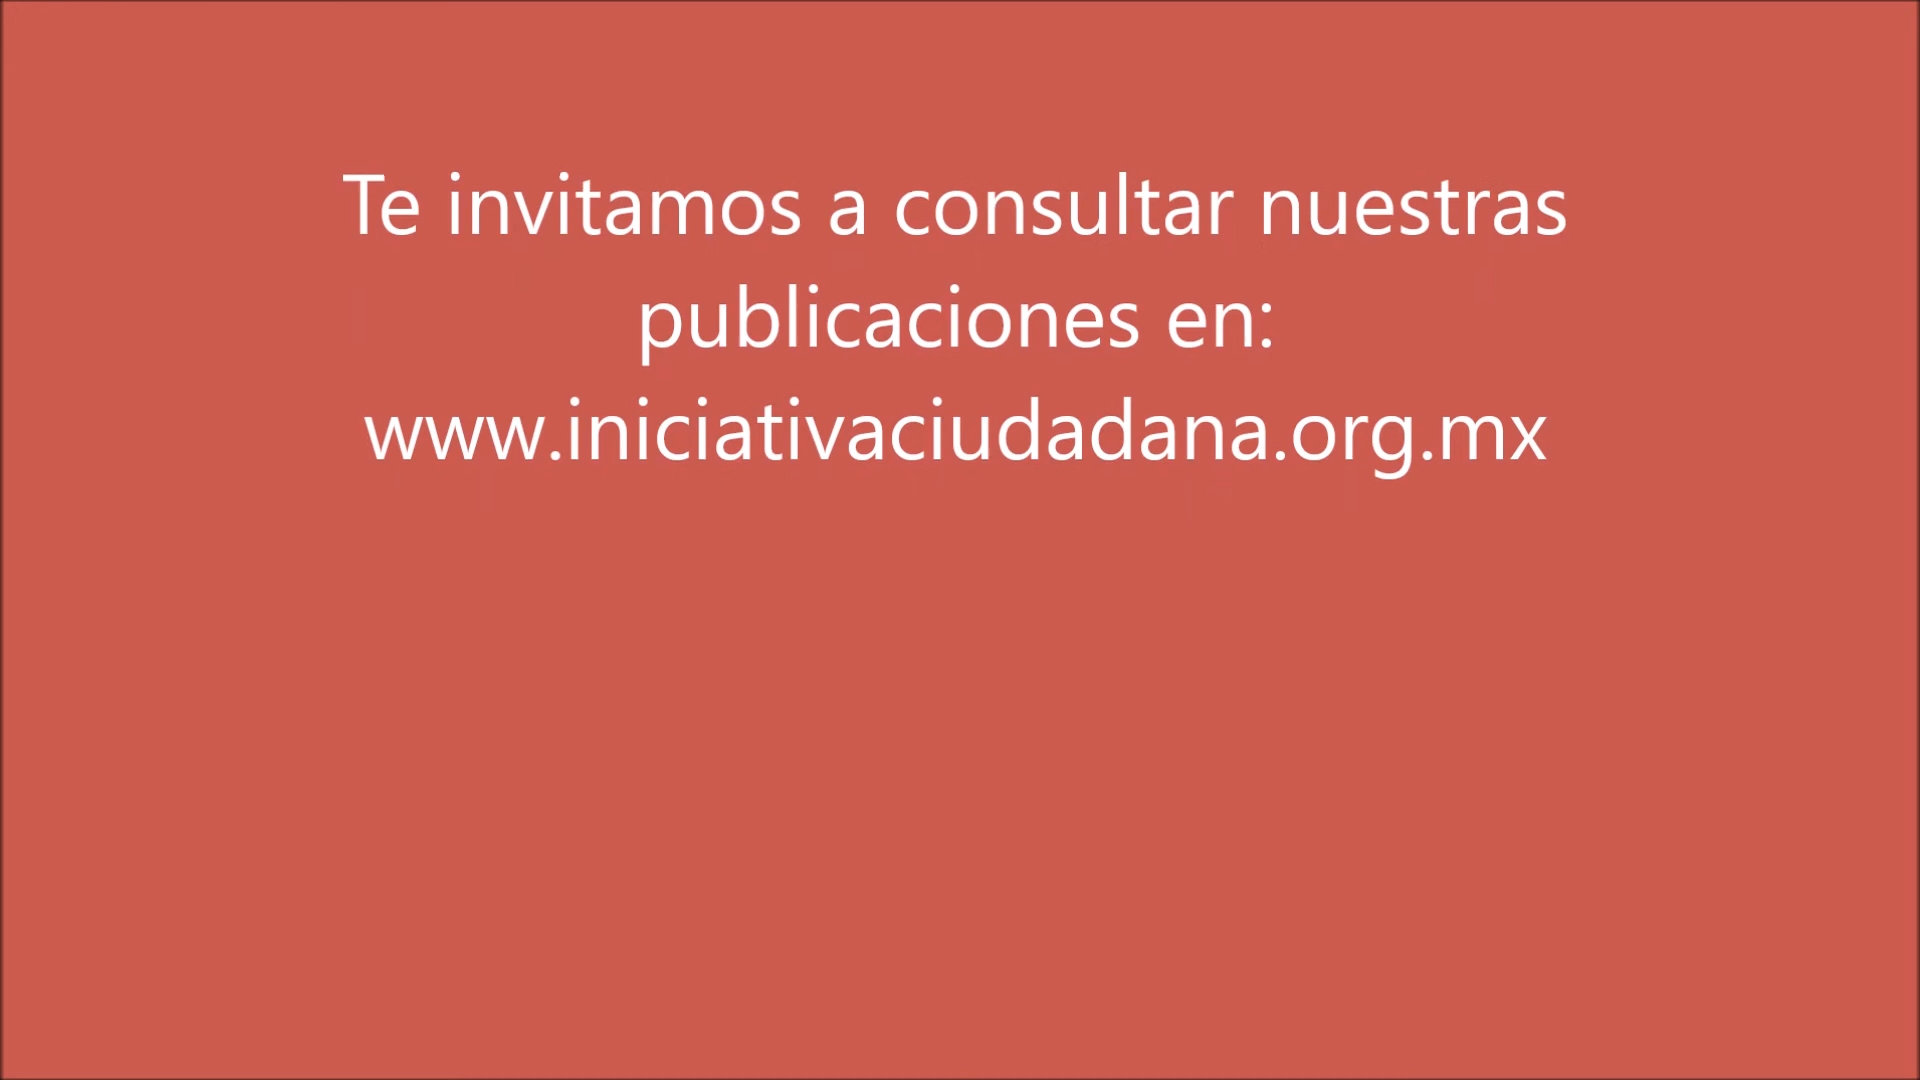 Te invitamos a consultar nuestras
publicaciones en:
www.iniciativaciudadana.org.mx